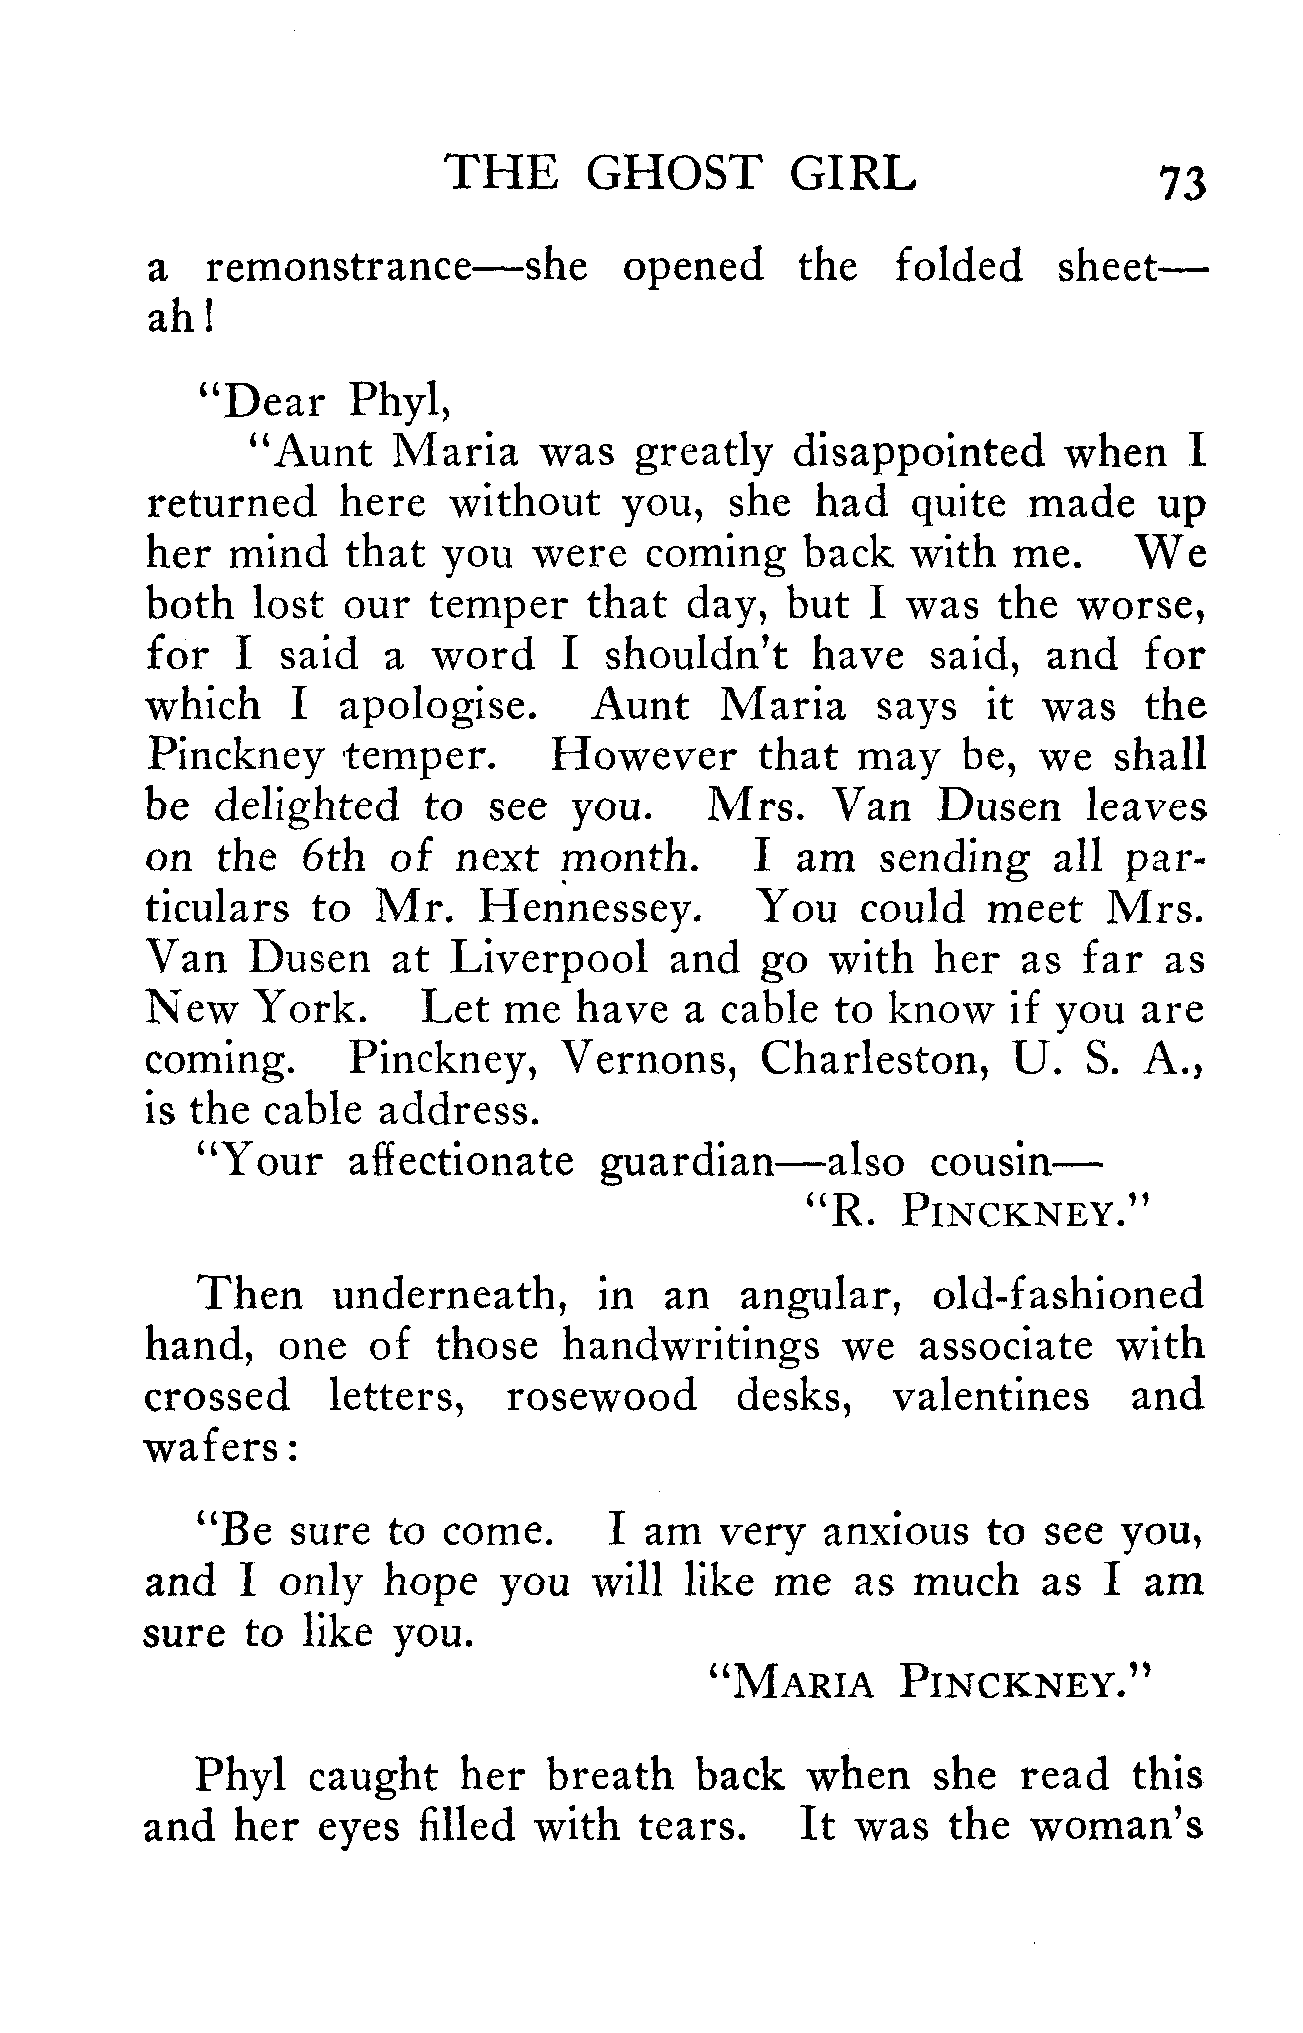 THE GHOST GIRL 73
a remonstrance—she opened the folded sheet—
ah!
"Dear Phyl,
"Aunt Maria was greatly disappointed when I
returned here without you, she had quite made up
her mind that you were coming back with me. We
both lost our temper that day, but I was the worse,
for I said a word I shouldn't have said, and for
which I apologise. Aunt Maria says it was the
Pinckney temper. However that may be, we shall
be delighted to see you. Mrs. Van Dusen leaves
on the 6th of next month. I am sending all par-
ticulars to Mr. Hennessey. You could meet Mrs.
Van Dusen at Liverpool and go with her as far as
New York. Let me have a cable to know if you are
coming. Pinckney, Vernons, Charleston, U. S. A.,
is the cable address.
"Your affectionate guardian—also cousin—
"R. PINCKNEY."
Then underneath, in an angular, old-fashioned
hand, one of those handwritings we associate with
crossed letters, rosewood desks, valentines and
wafers:
"Be sure to come. I am very anxious to see you,
and I only hope you will like me as much as I am
sure to like you.
"MARIA PINCKNEY."
Phyl caught her breath back when she read this
and her eyes filled with tears. It was the woman's